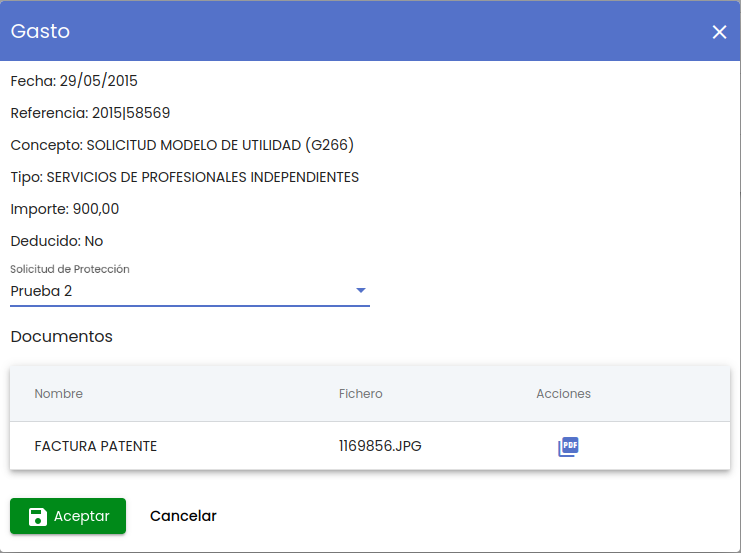 Gasto
Fecha: 29/05/2015
Referencia: 2015|58569
Concepto: SOLICITUD MODELO DE UTILIDAD (G266)
Tipo: SERVICIOS DE PROFESIONALES INDEPENDIENTES
Importe: 900,00
Deducido: No
Solicitud de Protección
Prueba 2
Documentos
Nombre Fichero Acciones
FACTURA PATENTE 1169856.JPG PDF
Aceptar Cancelar